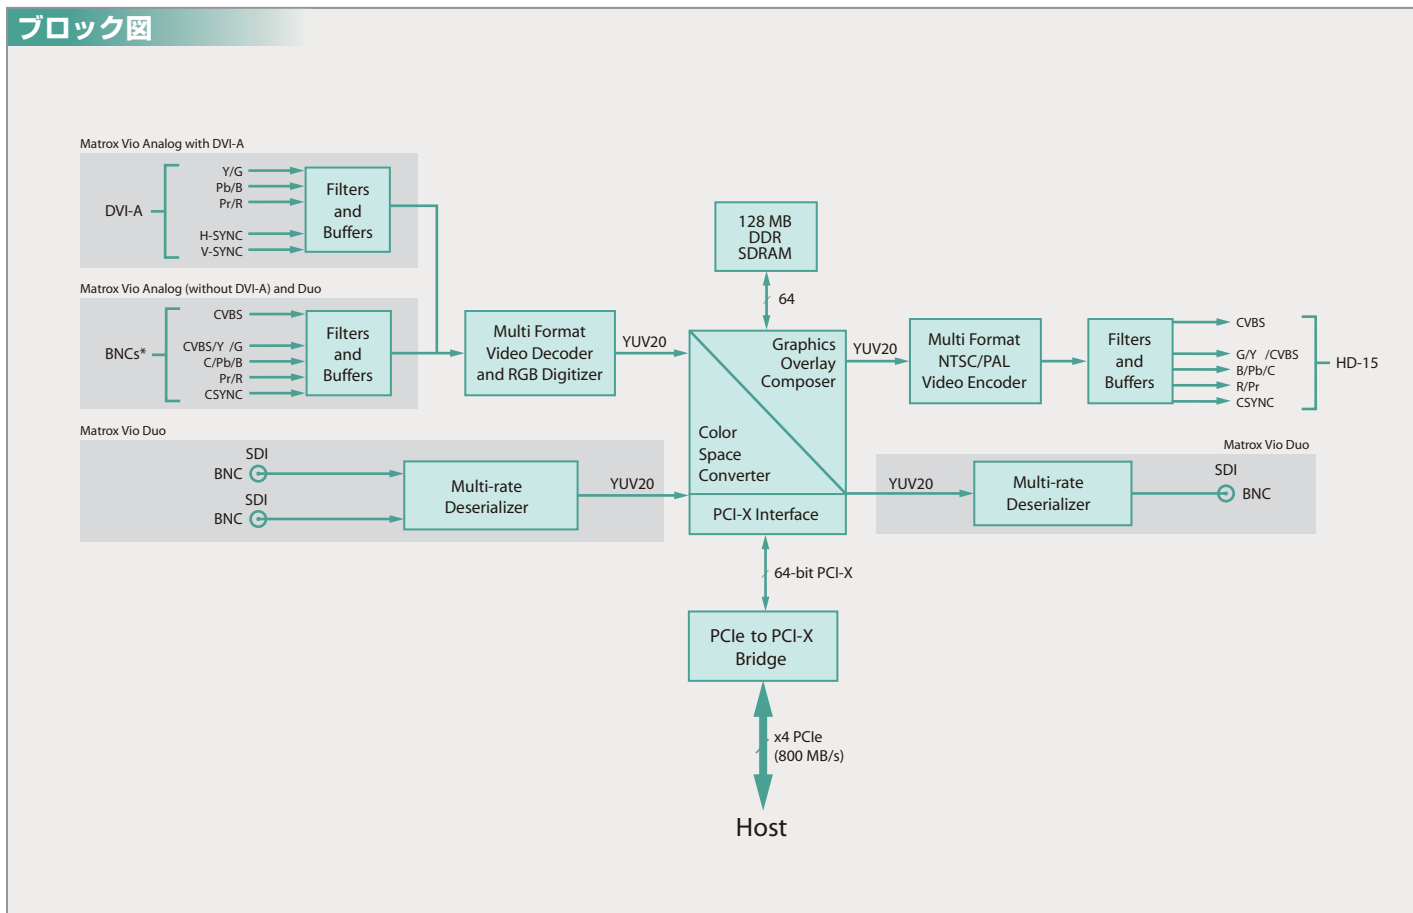 ブロック図
Matrox Vio Analog with DVI-A
DVI-A
Y/G
Pb/B
Pr/R
H-SYNC
V-SYNC
Filters
and
Buffers
Matrox Vio Analog (without DVI-A) and Duo
BNCs*
CVBS
CVBS/Y /G
C/Pb/B
Pr/R
CSYNC
Filters
and
Buffers
Multi Format
Video Decoder
and RGB Digitizer
YUV20
128 MB
DDR
SDRAM
64
Graphics
Overlay
Composer
Color
Space
Converter
PCI-X Interface
YUV20
Multi Format
NTSC/PAL
Video Encoder
Filters
and
Buffers
CVBS
G/Y /CVBS
B/Pb/C
R/Pr
CSYNC
HD-15
Matrox Vio Duo
SDI
BNC
SDI
BNC
Multi-rate
Deserializer
YUV20
Matrox Vio Duo
YUV20
Multi-rate
Deserializer
SDI
BNC
64-bit PCI-X
PCIe to PCI-X
Bridge
x4 PCIe
(800 MB/s)
Host